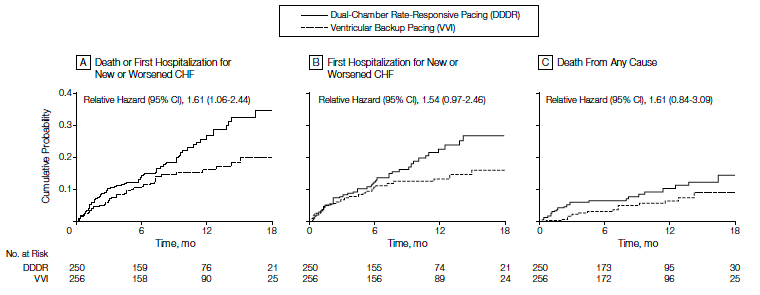 Dual-Chamber Rate-Responsive Pacing (DDDR)
Ventricular Backup Pacing (VVI)
A Death or First Hospitalization for
New or Worsened CHF
B First Hospitalization for New or
Worsened CHF
C Death From Any Cause
Relative Hazard (95% CI), 1.61 (1.06-2.44)
Relative Hazard (95% CI), 1.54 (0.97-2.46)
Relative Hazard (95% CI), 1.61 (0.84-3.09)
Cumulative Probability
0.4
0.3
0.2
0.1
0 6 12 18
0 6 12 18
0 6 12 18
Time, mo
Time, mo
Time, mo
No. at Risk
DDDR 250 159 76 21 250 155 74 21 250 173 95 30
VVI 256 158 90 25 256 156 89 24 256 172 96 25